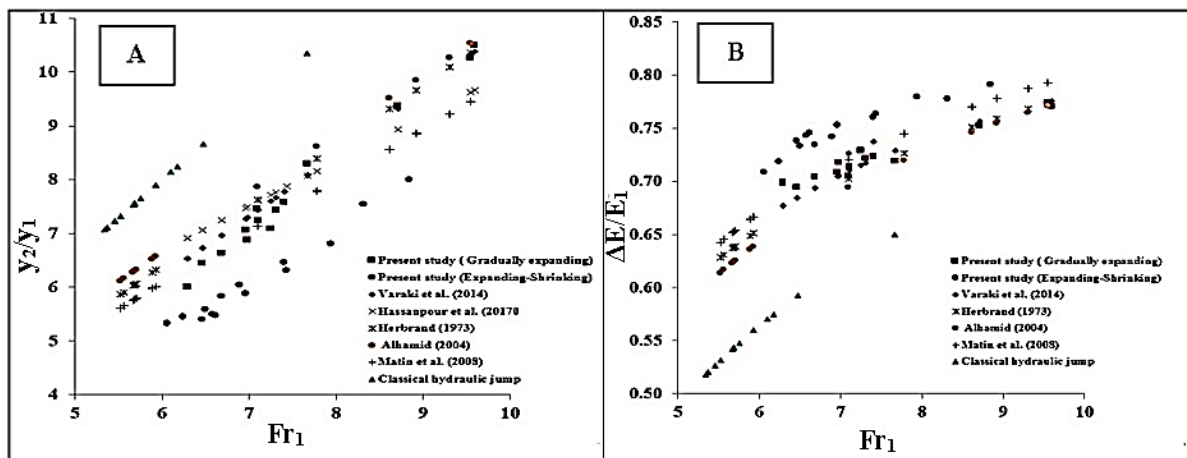 A
11
10
9
8
7
6
5
4
y2/y1
5 6 7 8 9 10
Fr1
Present study ( Gradually expanding)
Present study (Expanding-Shrinking)
Varaki et al. (2014)
Hassanpour et al. (20170
Herbrand (1973)
Alhamid (2004)
Matin et al. (2008)
Classical hydraulic jump
B
0.85
0.80
0.75
0.70
0.65
0.60
0.55
0.50
ΔE/E1
5 6 7 8 9 10
Fr1
Present study ( Gradually expanding)
Present study (Expanding-Shrinking)
Varaki et al. (2014)
Herbrand (1973)
Alhamid (2004)
Matin et al. (2008)
Classical hydraulic jump